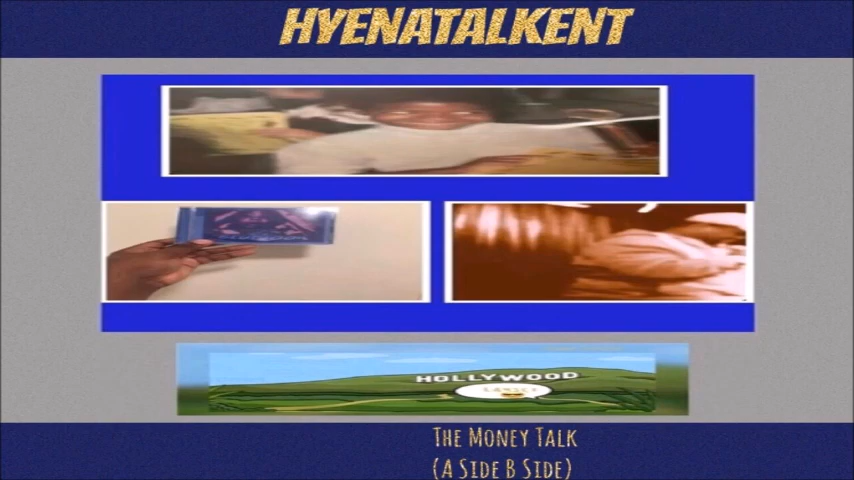 HYENATALKENT
HOLLYWOOD
The Money Talk
(A Side B Side)